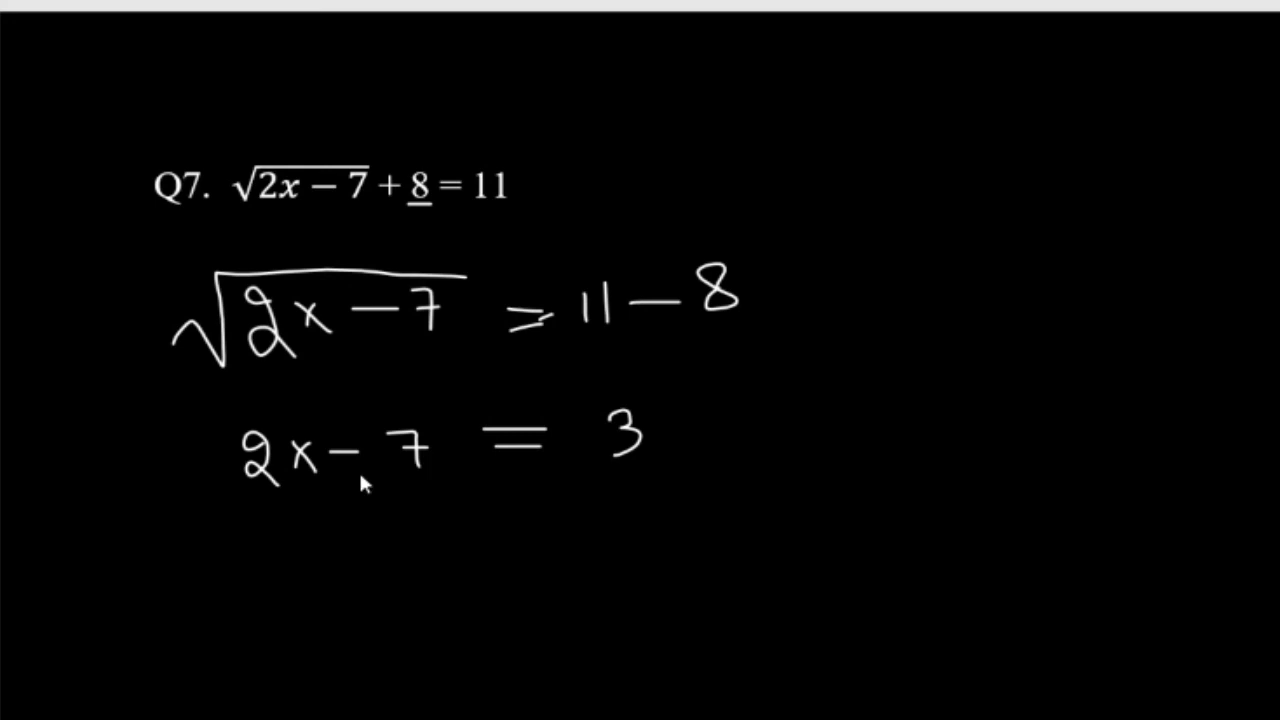 Q7. √2x − 7 + 8 = 11
√2x − 7 = 11 − 8
2x − 7 = 3